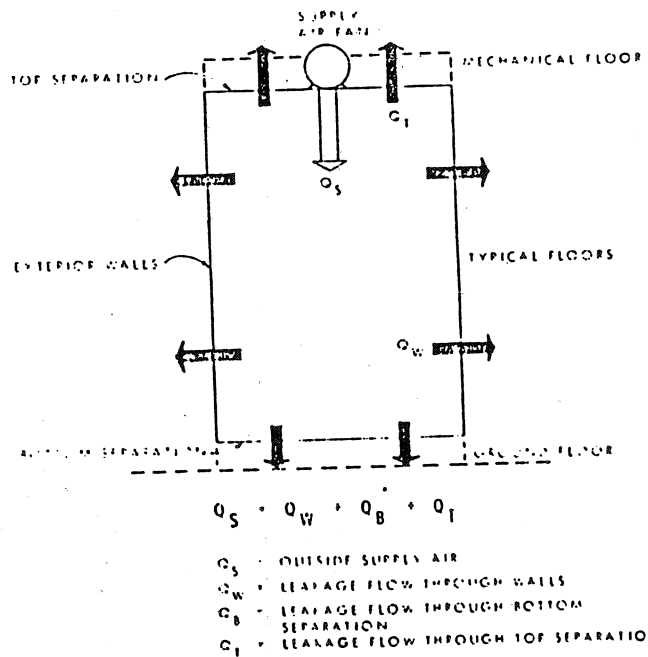 SUPPLY
AIR FAN
TOP SEPARATION
MECHANICAL FLOOR
Q_T
Q_S
EXTERIOR WALLS
TYPICAL FLOORS
Q_W
BOTTOM SEPARATION
GROUND FLOOR
Q_S = Q_W + Q_B + Q_T
Q_S = OUTSIDE SUPPLY AIR
Q_W = LEAKAGE FLOW THROUGH WALLS
Q_B = LEAKAGE FLOW THROUGH BOTTOM
SEPARATION
Q_T = LEAKAGE FLOW THROUGH TOP SEPARATIO